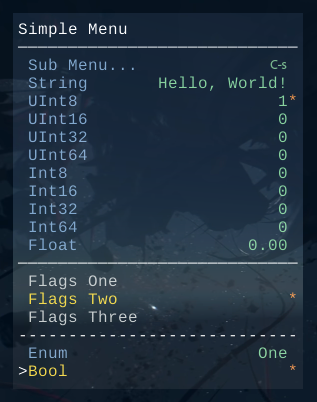 Simple Menu
Sub Menu... C-s
String Hello, World!
UInt8 1*
UInt16 0
UInt32 0
UInt64 0
Int8 0
Int16 0
Int32 0
Int64 0
Float 0.00
Flags One
Flags Two *
Flags Three
----------------------------
Enum One
>Bool *